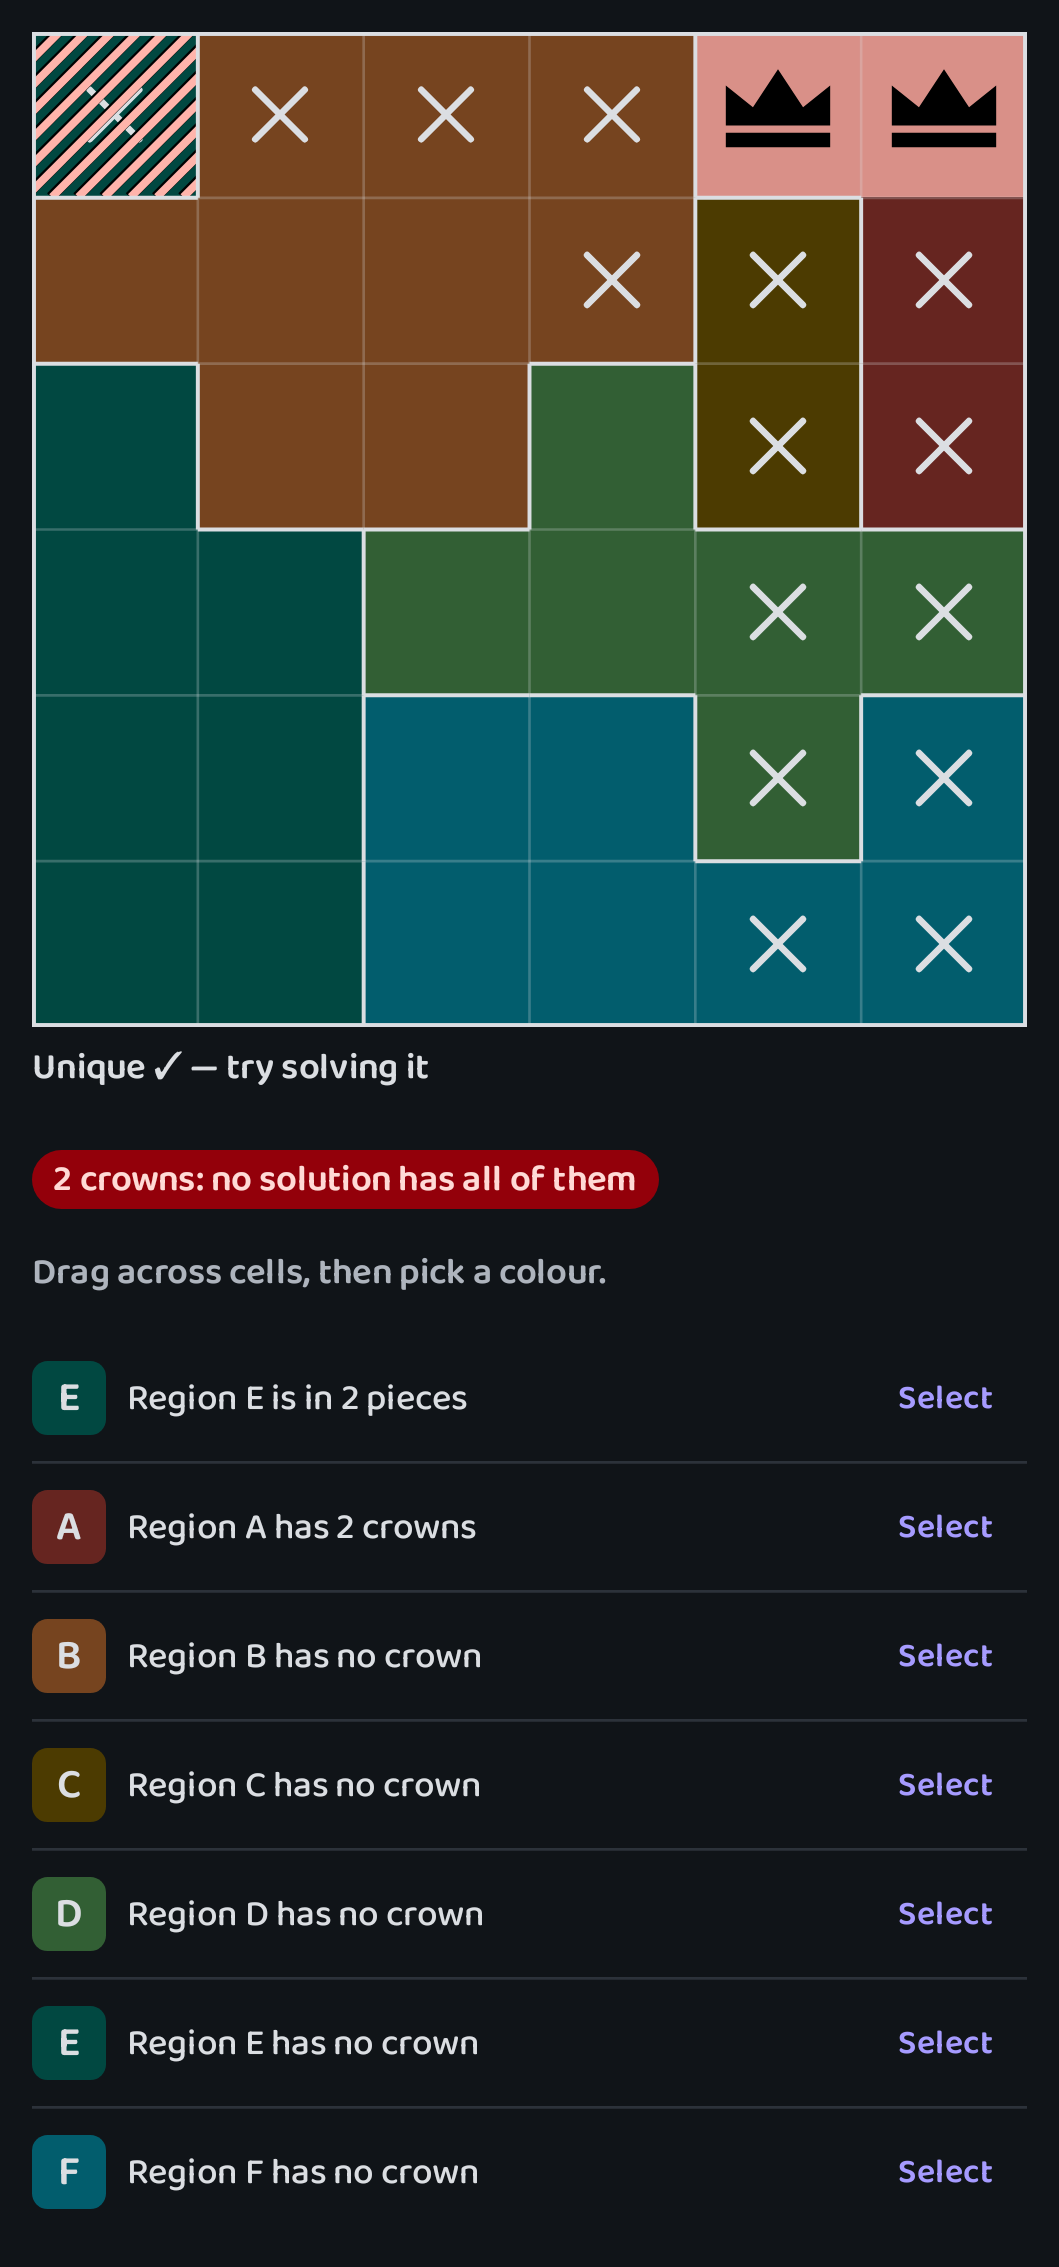 Unique ✓ — try solving it
2 crowns: no solution has all of them
Drag across cells, then pick a colour.
E Region E is in 2 pieces Select
A Region A has 2 crowns Select
B Region B has no crown Select
C Region C has no crown Select
D Region D has no crown Select
E Region E has no crown Select
F Region F has no crown Select